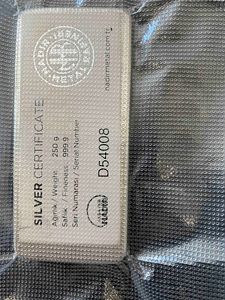 NADIR METAL RAFİNERİ
nadirmetal.com.tr
SILVER CERTIFICATE
Ağırlık / Weight: 250 g
Saflık / Fineness: 999.9
Seri Numarası / Serial Number
D54008
NADİR